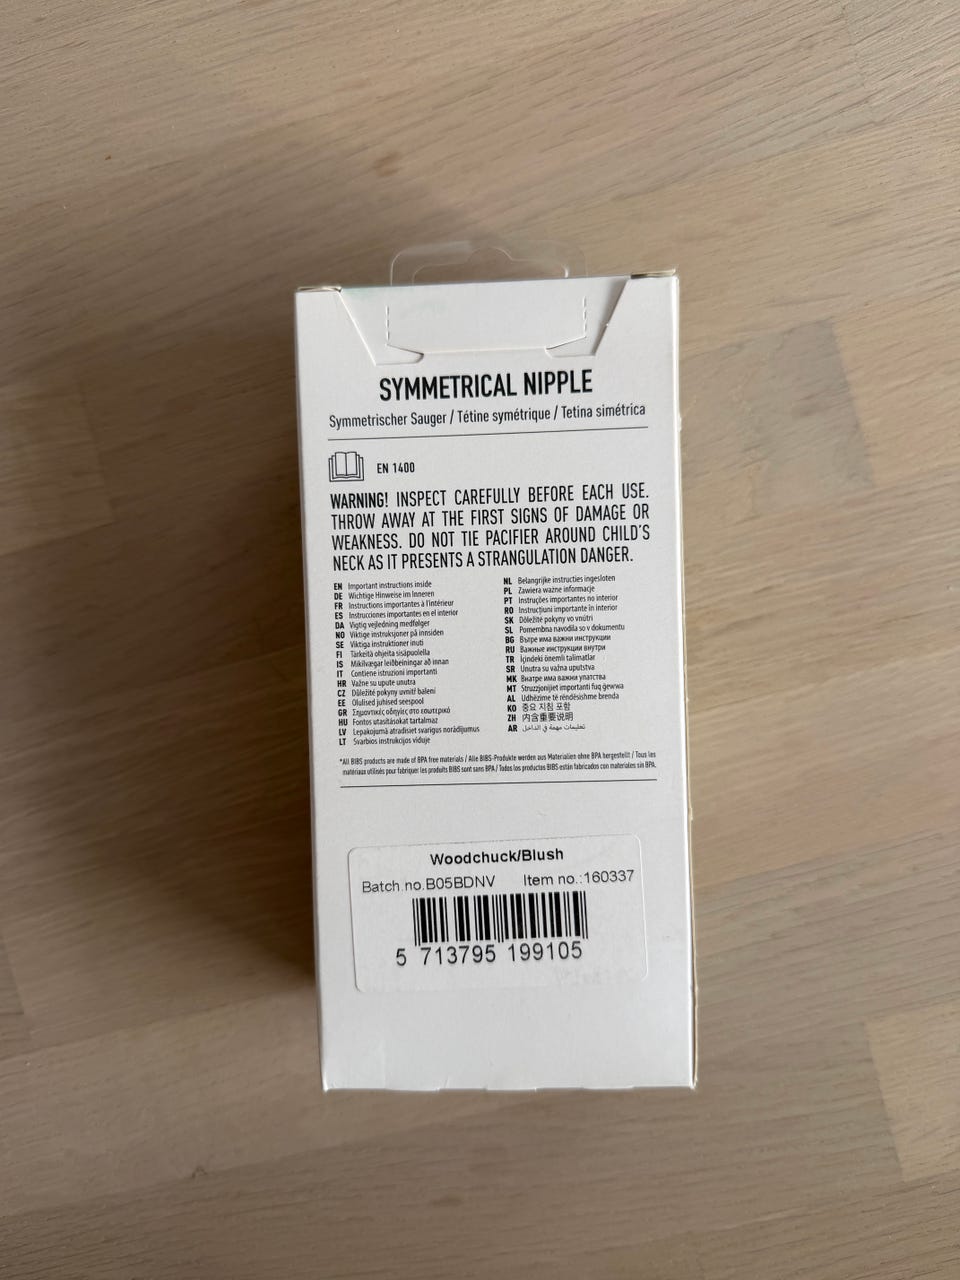 SYMMETRICAL NIPPLE
Symmetrischer Sauger / Tétine symétrique / Tetina simétrica
EN 1400
WARNING! INSPECT CAREFULLY BEFORE EACH USE.
THROW AWAY AT THE FIRST SIGNS OF DAMAGE OR
WEAKNESS. DO NOT TIE PACIFIER AROUND CHILD'S
NECK AS IT PRESENTS A STRANGULATION DANGER.
EN Important instructions inside
DE Wichtige Hinweise im Inneren
FR Instructions importantes à l'intérieur
ES Instrucciones importantes en el interior
DA Vigtig vejledning medfølger
NO Viktige instruksjoner på innsiden
SE Viktiga instruktioner inuti
FI Tärkeitä ohjeita sisäpuolella
IS Mikilvægar leiðbeiningar að innan
IT Contiene istruzioni importanti
HR Važne su upute unutra
CZ Důležité pokyny uvnitř balení
EE Olulised juhised seespool
GR Σημαντικές οδηγίες στο εσωτερικό
HU Fontos utasításokat tartalmaz
LV Lepakojumā atradīsiet svarīgus norādījumus
LT Svarbios instrukcijos viduje
NL Belangrijke instructies ingesloten
PL Zawiera ważne informacje
PT Instruções importantes no interior
RO Instrucțiuni importante în interior
SK Dôležité pokyny vo vnútri
SL Pomembna navodila so v dokumentu
BG Вътре има важни инструкции
RU Важные инструкции внутри
TR İçindeki önemli talimatlar
SR Unutra su važna uputstva
MK Внатре има важни упатства
MT Struzzjonijiet importanti fuq ġewwa
AL Udhëzime të rëndësishme brenda
KO 중요 지침 포함
ZH 内含重要说明
AR تعليمات مهمة في الداخل
*All BIBS products are made of BPA free materials / Alle BIBS-Produkte werden aus Materialien ohne BPA hergestellt / Tous les
matériaux utilisés pour fabriquer les produits BIBS sont sans BPA / Todos los productos BIBS están fabricados con materiales sin BPA.
Woodchuck/Blush
Batch.no.B05BDNV Item no.:160337
5 713795 199105